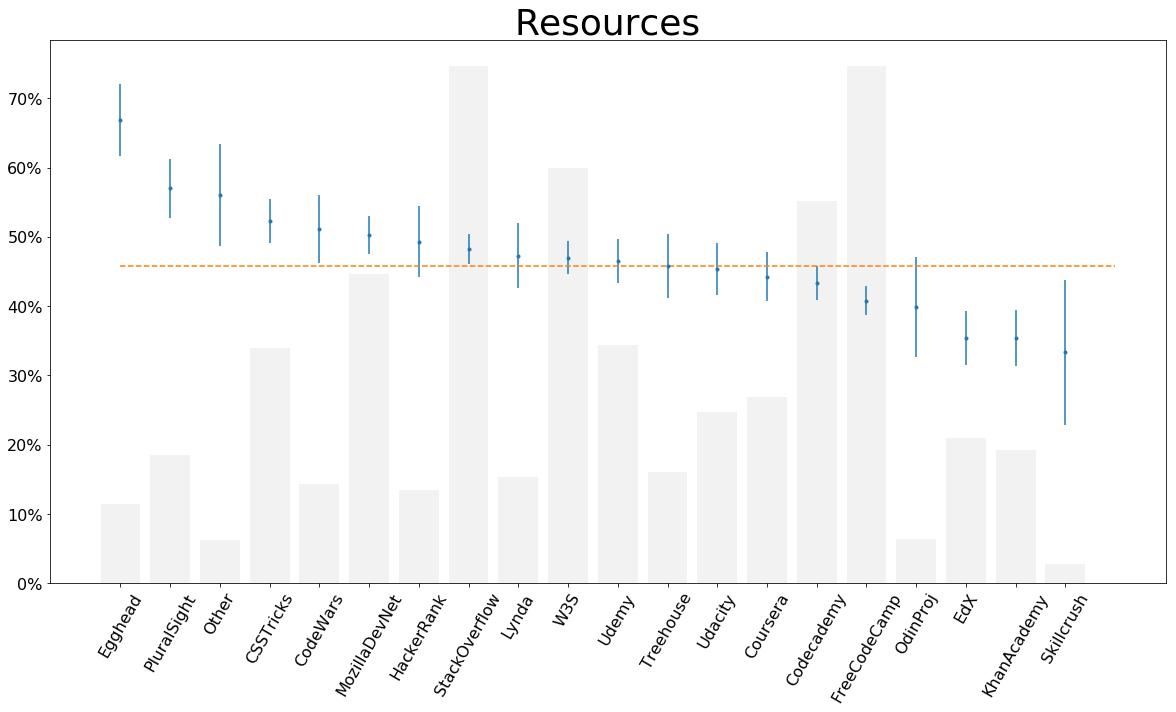 Resources
70%
60%
50%
40%
30%
20%
10%
0%
Egghead
PluralSight
Other
CSSTricks
CodeWars
MozillaDevNet
HackerRank
StackOverflow
Lynda
W3S
Udemy
Treehouse
Udacity
Coursera
Codecademy
FreeCodeCamp
OdinProj
EdX
KhanAcademy
Skillcrush